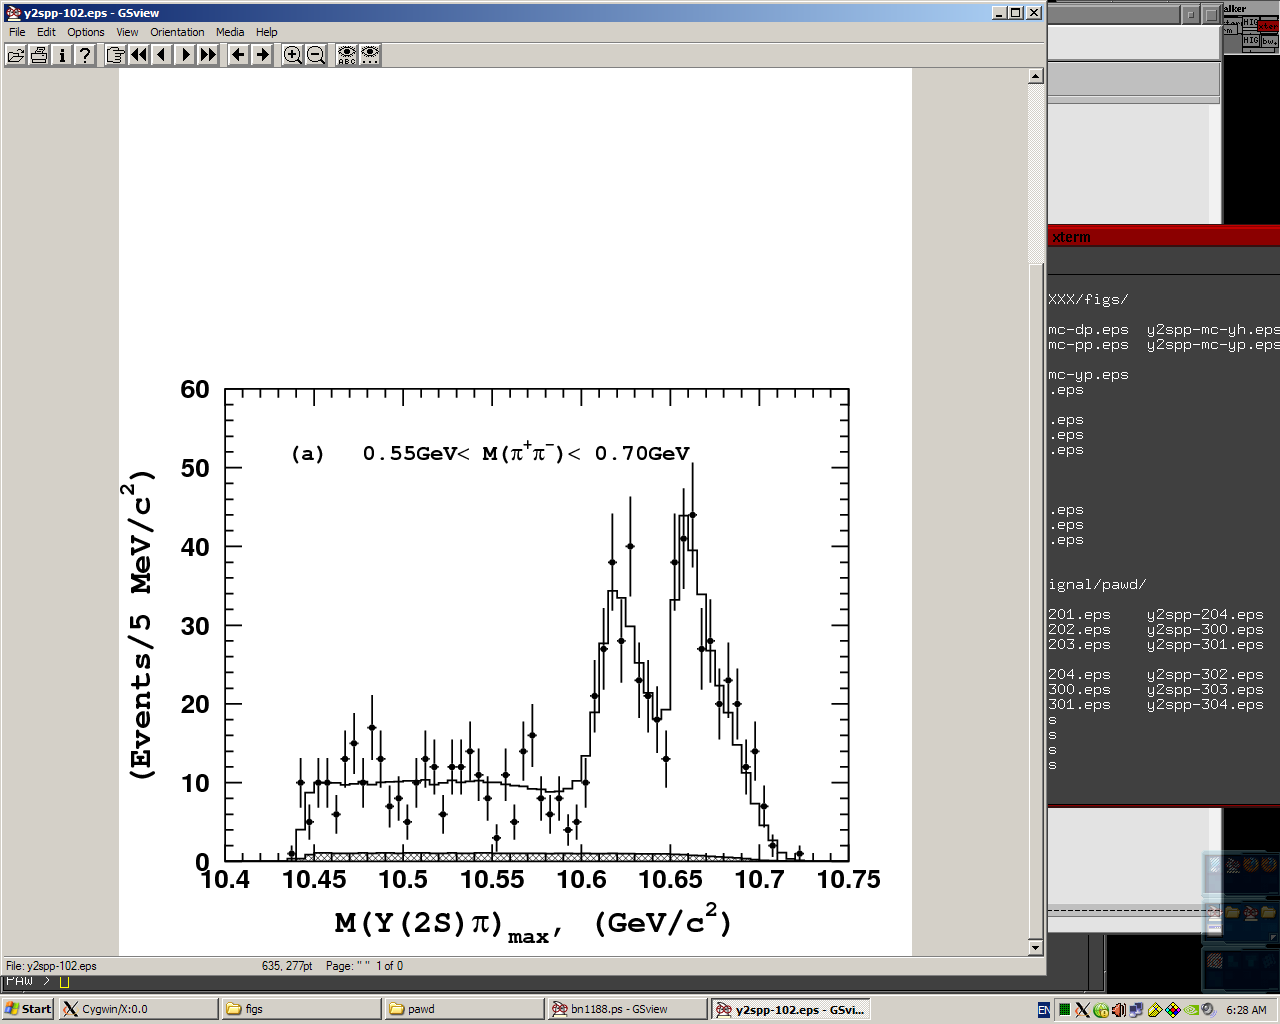 y2spp-102.eps - GSview
alker
File Edit Options View Orientation Media Help
HIG
HIG bw.
i ?
ABC
xterm
XXX/figs/
mc-dp.eps y2spp-mc-yh.eps
mc-pp.eps y2spp-mc-yp.eps
mc-yp.eps
.eps
.eps
.eps
.eps
.eps
.eps
.eps
ignal/pawd/
201.eps y2spp-204.eps
202.eps y2spp-300.eps
203.eps y2spp-301.eps
204.eps y2spp-302.eps
300.eps y2spp-303.eps
301.eps y2spp-304.eps
s
s
s
s
(a) 0.55GeV< M(π⁺π⁻)< 0.70GeV
(Events/5 MeV/c²)
60
50
40
30
20
10
0
10.4 10.45 10.5 10.55 10.6 10.65 10.7 10.75
M(Y(2S)π)max, (GeV/c²)
File: y2spp-102.eps 635, 277pt Page: " " 1 of 0
PAW >
Start Cygwin/X:0.0 figs pawd bn1188.ps - GSview y2spp-102.eps - GSvi... EN 6:28 AM